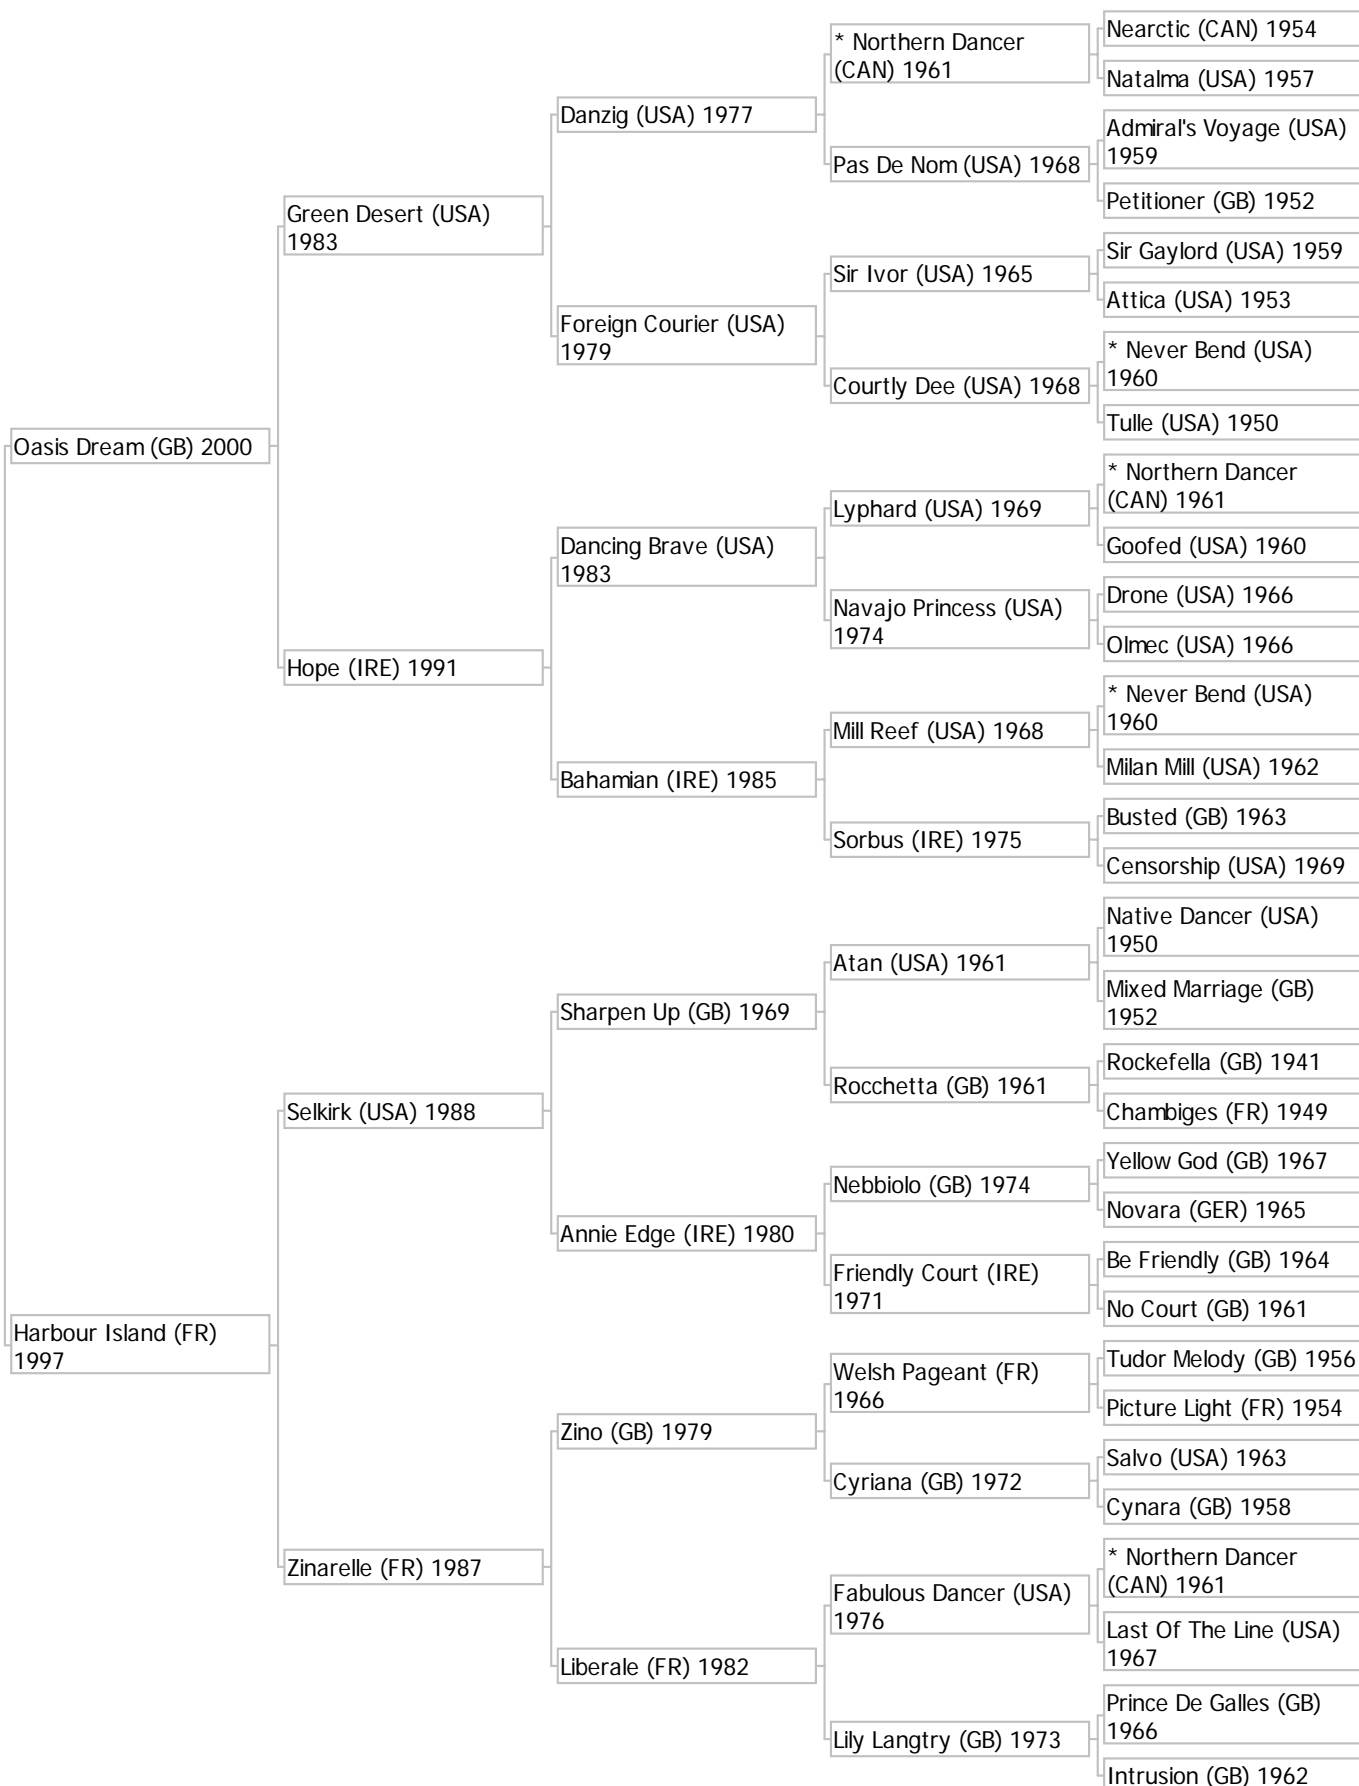 Oasis Dream (GB) 2000
Harbour Island (FR)
1997
Green Desert (USA)
1983
Hope (IRE) 1991
Selkirk (USA) 1988
Zinarelle (FR) 1987
Danzig (USA) 1977
Foreign Courier (USA)
1979
Dancing Brave (USA)
1983
Bahamian (IRE) 1985
Sharpen Up (GB) 1969
Annie Edge (IRE) 1980
Zino (GB) 1979
Liberale (FR) 1982
* Northern Dancer
(CAN) 1961
Pas De Nom (USA) 1968
Sir Ivor (USA) 1965
Courtly Dee (USA) 1968
Lyphard (USA) 1969
Navajo Princess (USA)
1974
Mill Reef (USA) 1968
Sorbus (IRE) 1975
Atan (USA) 1961
Rocchetta (GB) 1961
Nebbiolo (GB) 1974
Friendly Court (IRE)
1971
Welsh Pageant (FR)
1966
Cyriana (GB) 1972
Fabulous Dancer (USA)
1976
Lily Langtry (GB) 1973
Nearctic (CAN) 1954
Natalma (USA) 1957
Admiral's Voyage (USA)
1959
Petitioner (GB) 1952
Sir Gaylord (USA) 1959
Attica (USA) 1953
* Never Bend (USA)
1960
Tulle (USA) 1950
* Northern Dancer
(CAN) 1961
Goofed (USA) 1960
Drone (USA) 1966
Olmec (USA) 1966
* Never Bend (USA)
1960
Milan Mill (USA) 1962
Busted (GB) 1963
Censorship (USA) 1969
Native Dancer (USA)
1950
Mixed Marriage (GB)
1952
Rockefella (GB) 1941
Chambiges (FR) 1949
Yellow God (GB) 1967
Novara (GER) 1965
Be Friendly (GB) 1964
No Court (GB) 1961
Tudor Melody (GB) 1956
Picture Light (FR) 1954
Salvo (USA) 1963
Cynara (GB) 1958
* Northern Dancer
(CAN) 1961
Last Of The Line (USA)
1967
Prince De Galles (GB)
1966
Intrusion (GB) 1962